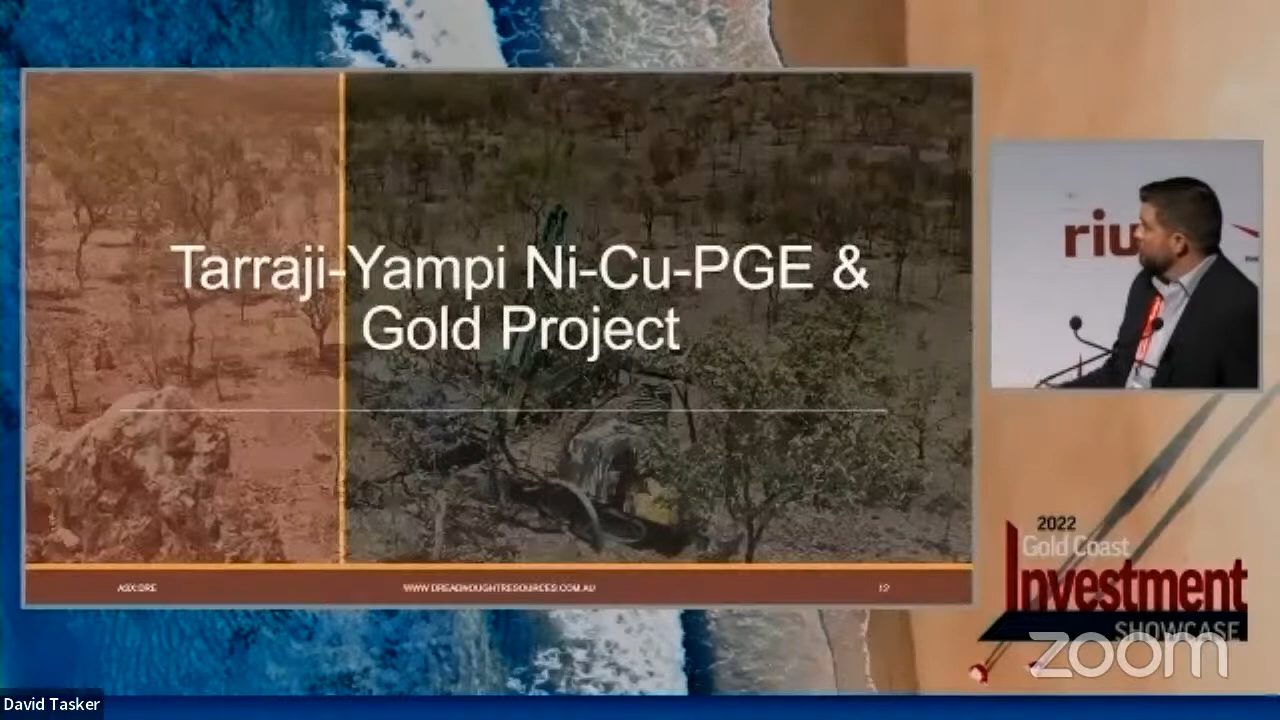 Tarraji-Yampi Ni-Cu-PGE &
Gold Project
ASX:DRE
WWW.DREADNOUGHTRESOURCES.COM.AU
12
riu
2022
Gold Coast
Investment
SHOWCASE
zoom
David Tasker